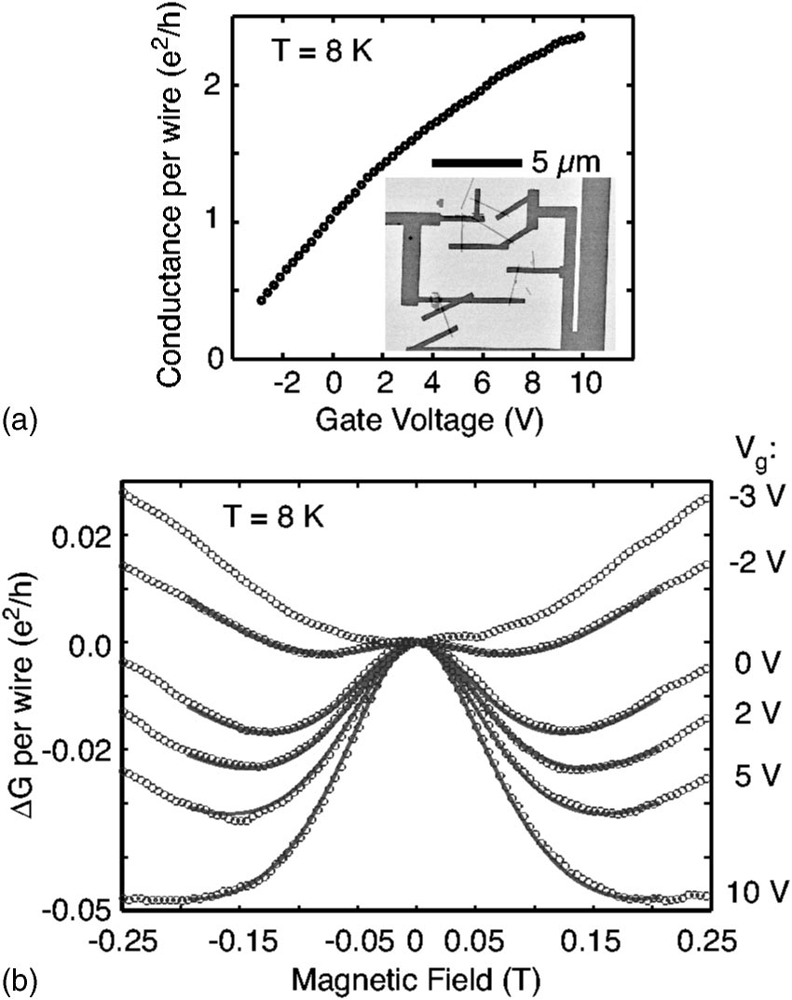 Conductance per wire (e²/h)
T = 8 K
2
1
0
5 μm
-2 0 2 4 6 8 10
Gate Voltage (V)
(a)
V_g:
T = 8 K
-3 V
-2 V
0 V
2 V
5 V
10 V
ΔG per wire (e²/h)
0.02
0.0
-0.02
-0.05
-0.25 -0.15 -0.05 0 0.05 0.15 0.25
Magnetic Field (T)
(b)